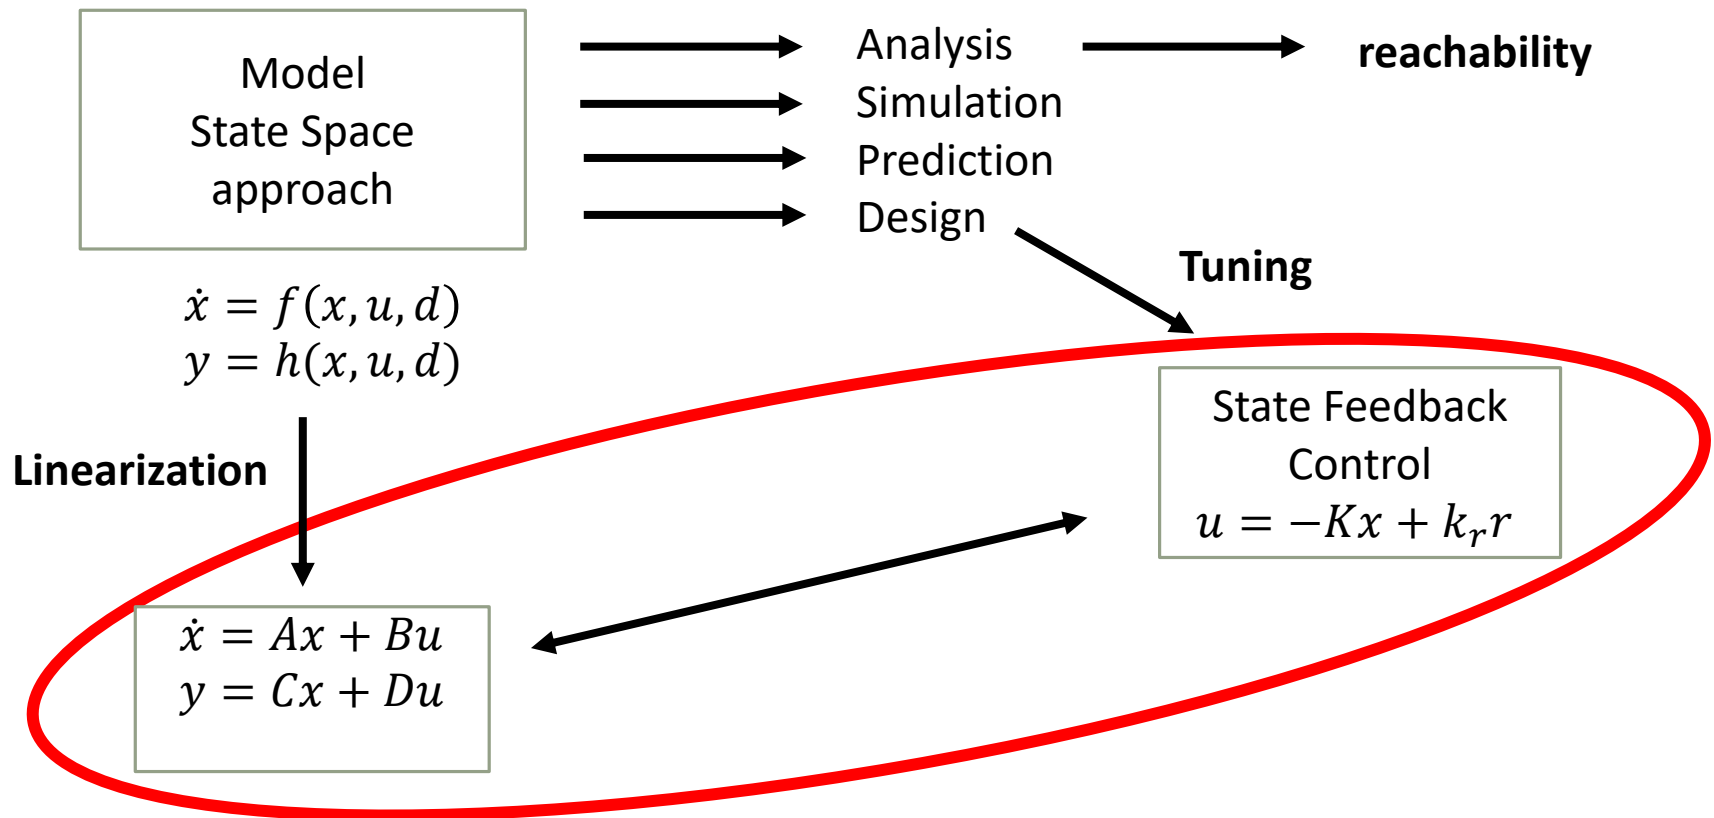 Model
State Space
approach
Analysis
Simulation
Prediction
Design
reachability
Tuning
ẋ = f(x, u, d)
y = h(x, u, d)
Linearization
State Feedback
Control
u = −Kx + kᵣr
ẋ = Ax + Bu
y = Cx + Du